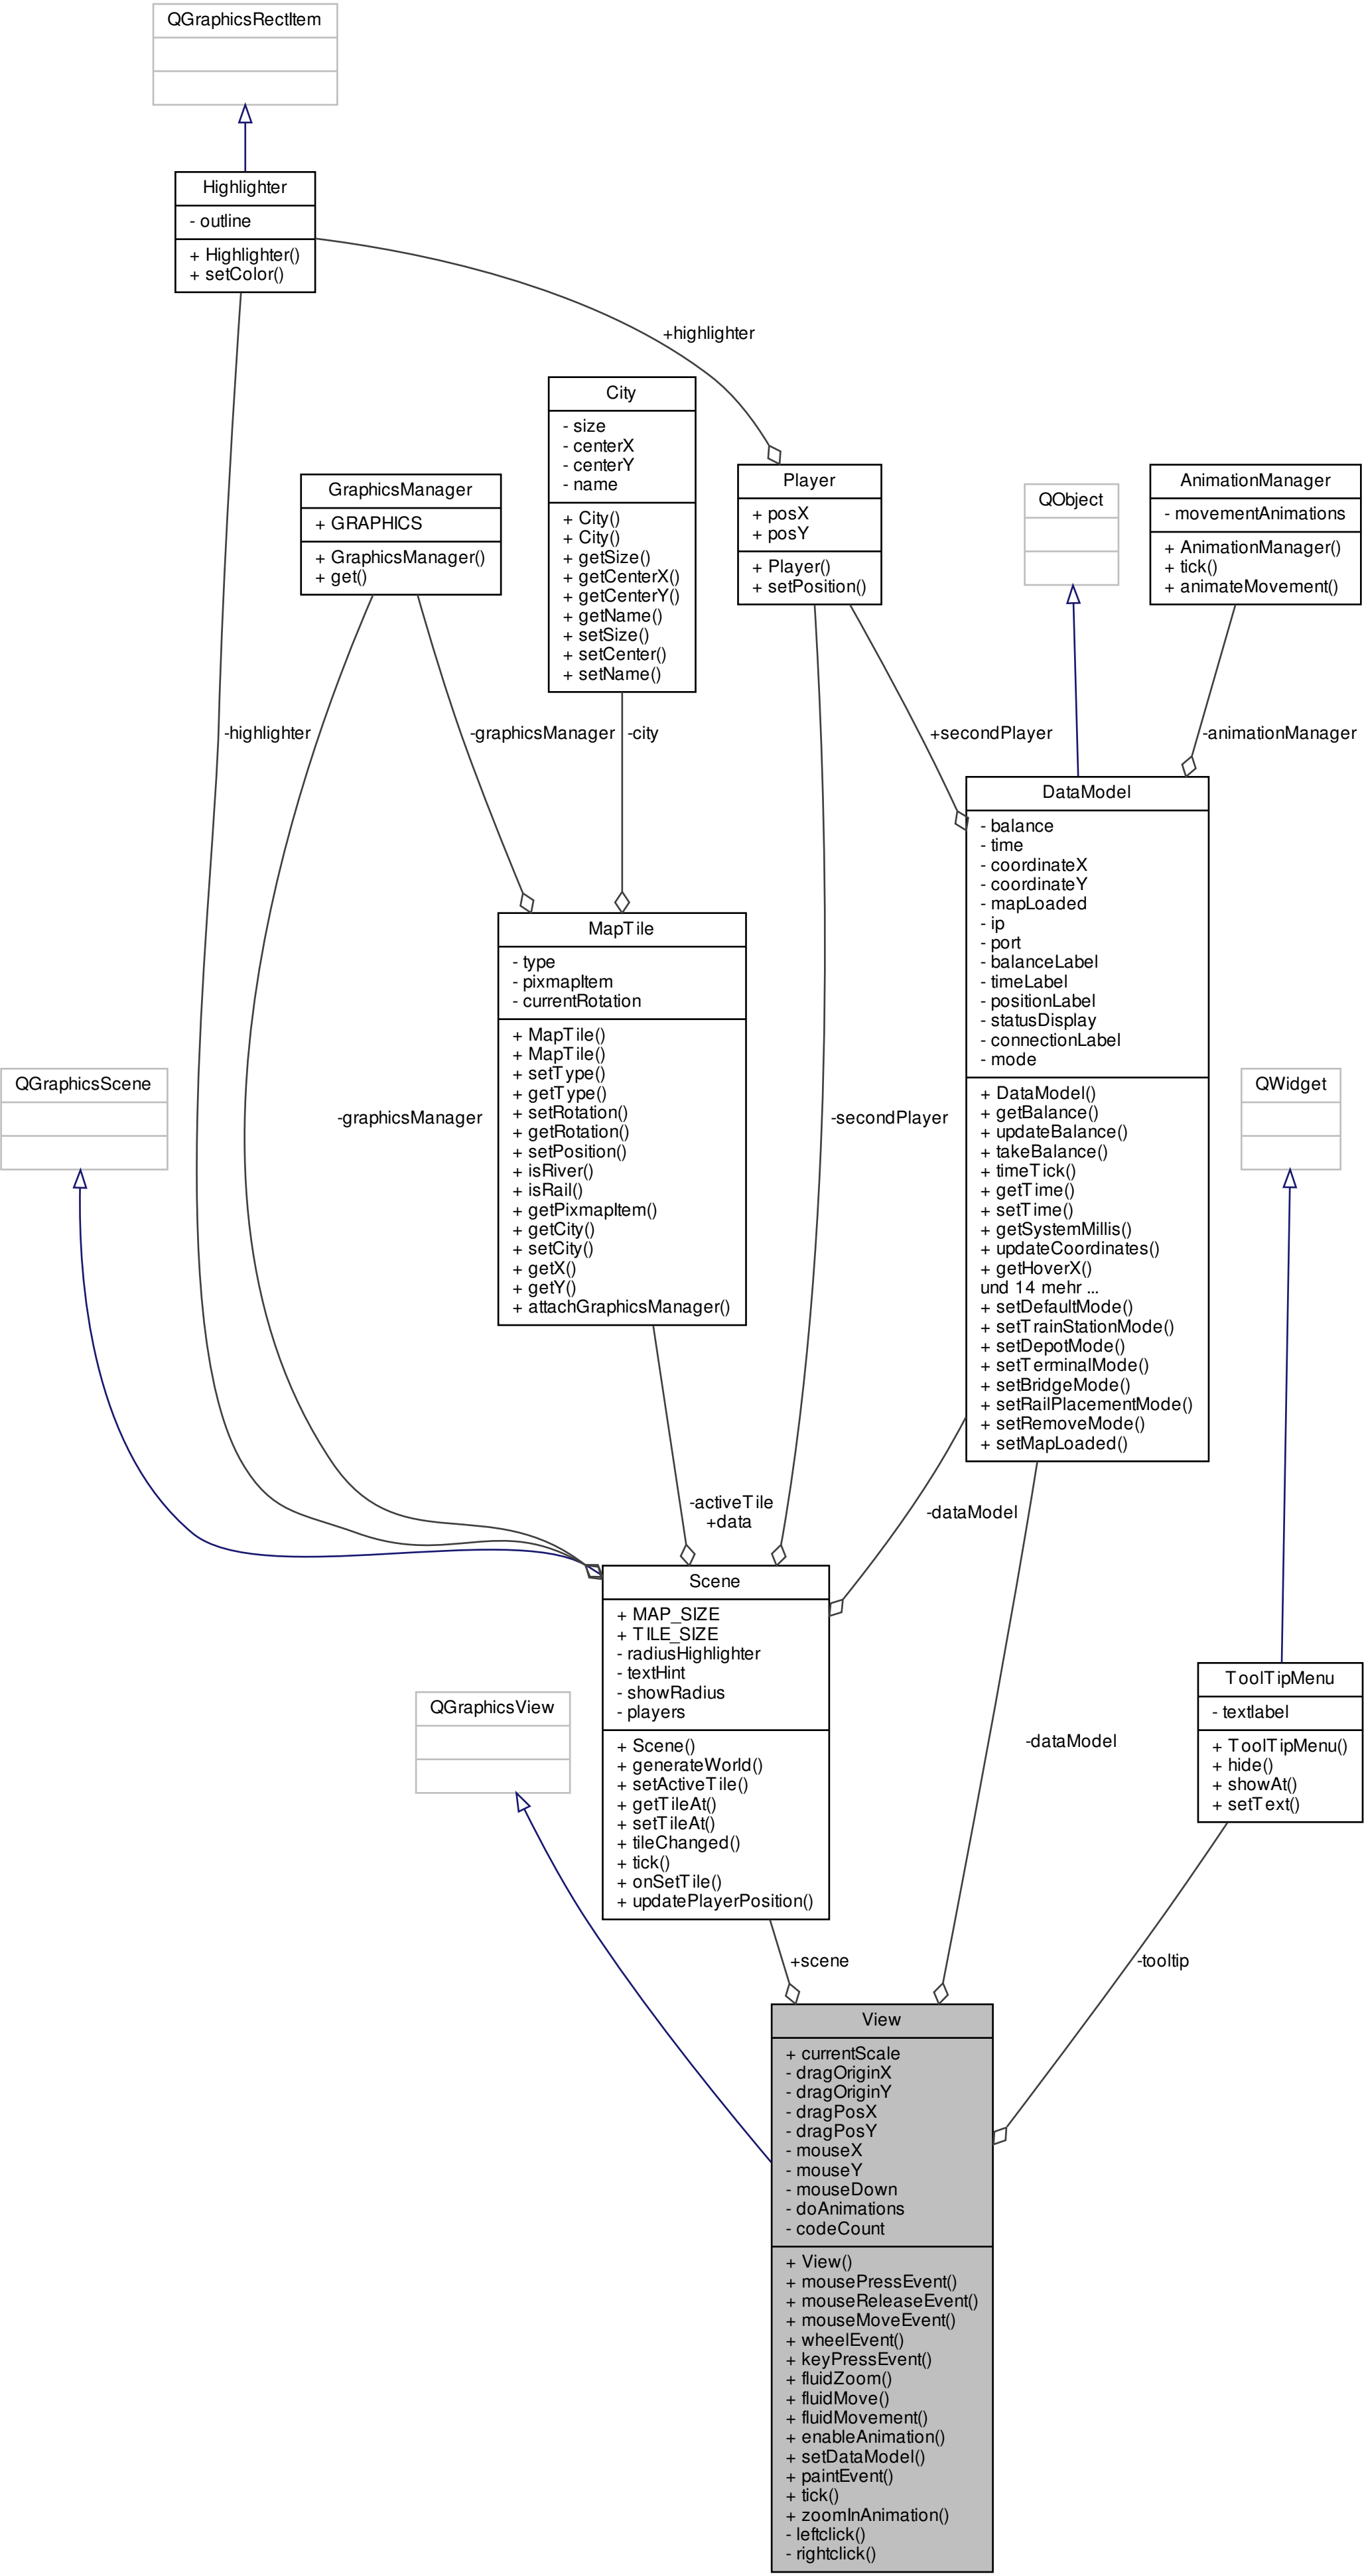 QGraphicsRectItem
Highlighter
- outline
+ Highlighter()
+ setColor()
+highlighter
City
- size
- centerX
- centerY
- name
+ City()
+ City()
+ getSize()
+ getCenterX()
+ getCenterY()
+ getName()
+ setSize()
+ setCenter()
+ setName()
GraphicsManager
+ GRAPHICS
+ GraphicsManager()
+ get()
Player
+ posX
+ posY
+ Player()
+ setPosition()
QObject
AnimationManager
- movementAnimations
+ AnimationManager()
+ tick()
+ animateMovement()
-highlighter
-graphicsManager
-city
+secondPlayer
-animationManager
MapTile
- type
- pixmapItem
- currentRotation
+ MapTile()
+ MapTile()
+ setType()
+ getType()
+ setRotation()
+ getRotation()
+ setPosition()
+ isRiver()
+ isRail()
+ getPixmapItem()
+ getCity()
+ setCity()
+ getX()
+ getY()
+ attachGraphicsManager()
DataModel
- balance
- time
- coordinateX
- coordinateY
- mapLoaded
- ip
- port
- balanceLabel
- timeLabel
- positionLabel
- statusDisplay
- connectionLabel
- mode
+ DataModel()
+ getBalance()
+ updateBalance()
+ takeBalance()
+ timeTick()
+ getTime()
+ setTime()
+ getSystemMillis()
+ updateCoordinates()
+ getHoverX()
und 14 mehr ...
+ setDefaultMode()
+ setTrainStationMode()
+ setDepotMode()
+ setTerminalMode()
+ setBridgeMode()
+ setRailPlacementMode()
+ setRemoveMode()
+ setMapLoaded()
QGraphicsScene
-graphicsManager
-secondPlayer
QWidget
-activeTile
+data
-dataModel
Scene
+ MAP_SIZE
+ TILE_SIZE
- radiusHighlighter
- textHint
- showRadius
- players
+ Scene()
+ generateWorld()
+ setActiveTile()
+ getTileAt()
+ setTileAt()
+ tileChanged()
+ tick()
+ onSetTile()
+ updatePlayerPosition()
QGraphicsView
-dataModel
ToolTipMenu
- textlabel
+ ToolTipMenu()
+ hide()
+ showAt()
+ setText()
+scene
-tooltip
View
+ currentScale
- dragOriginX
- dragOriginY
- dragPosX
- dragPosY
- mouseX
- mouseY
- mouseDown
- doAnimations
- codeCount
+ View()
+ mousePressEvent()
+ mouseReleaseEvent()
+ mouseMoveEvent()
+ wheelEvent()
+ keyPressEvent()
+ fluidZoom()
+ fluidMove()
+ fluidMovement()
+ enableAnimation()
+ setDataModel()
+ paintEvent()
+ tick()
+ zoomInAnimation()
- leftclick()
- rightclick()